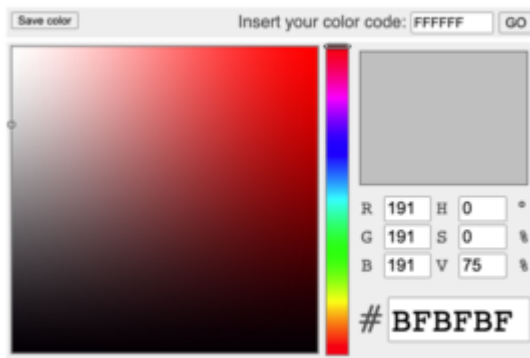 Save color Insert your color code: FFFFFF GO
R 191 H 0 °
G 191 S 0 %
B 191 V 75 %
# BFBFBF